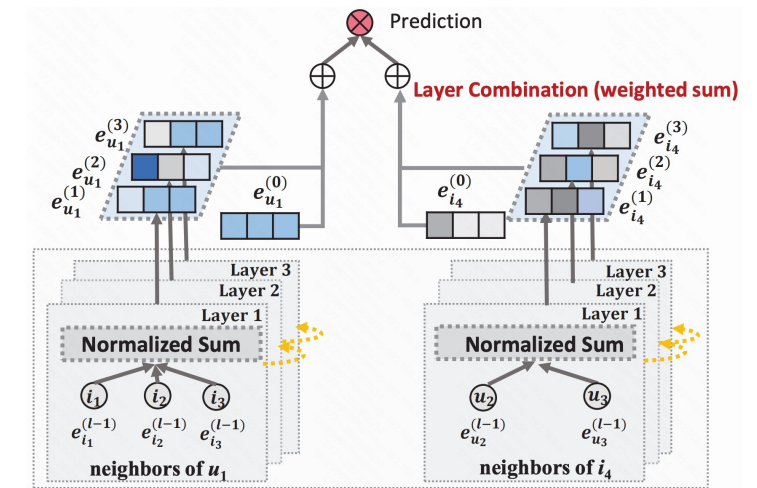 Prediction
Layer Combination (weighted sum)
e_{u_1}^{(3)}
e_{u_1}^{(2)}
e_{u_1}^{(1)}
e_{u_1}^{(0)}
e_{i_4}^{(0)}
e_{i_4}^{(3)}
e_{i_4}^{(2)}
e_{i_4}^{(1)}
Layer 3
Layer 2
Layer 1
Normalized Sum
i_1 i_2 i_3
e_{i_1}^{(l-1)} e_{i_2}^{(l-1)} e_{i_3}^{(l-1)}
neighbors of u_1
Layer 3
Layer 2
Layer 1
Normalized Sum
u_2 u_3
e_{u_2}^{(l-1)} e_{u_3}^{(l-1)}
neighbors of i_4